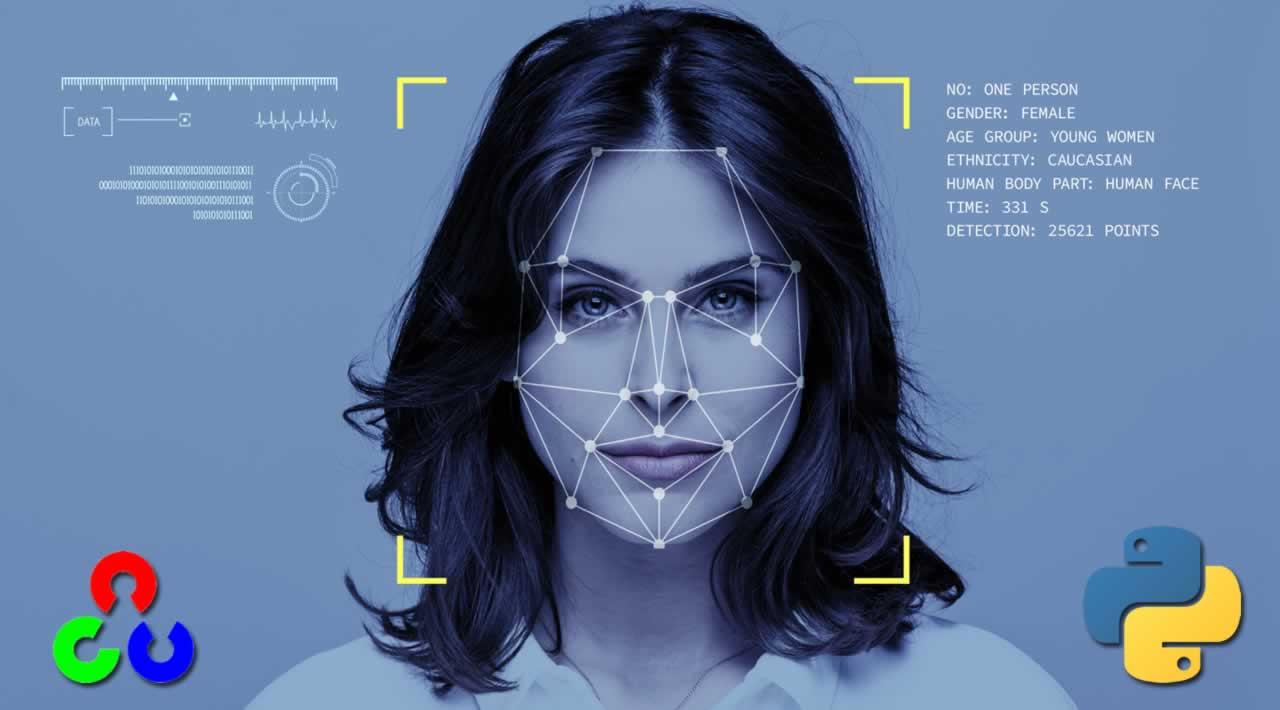 DATA
NO: ONE PERSON
GENDER: FEMALE
AGE GROUP: YOUNG WOMEN
ETHNICITY: CAUCASIAN
HUMAN BODY PART: HUMAN FACE
TIME: 331 S
DETECTION: 25621 POINTS